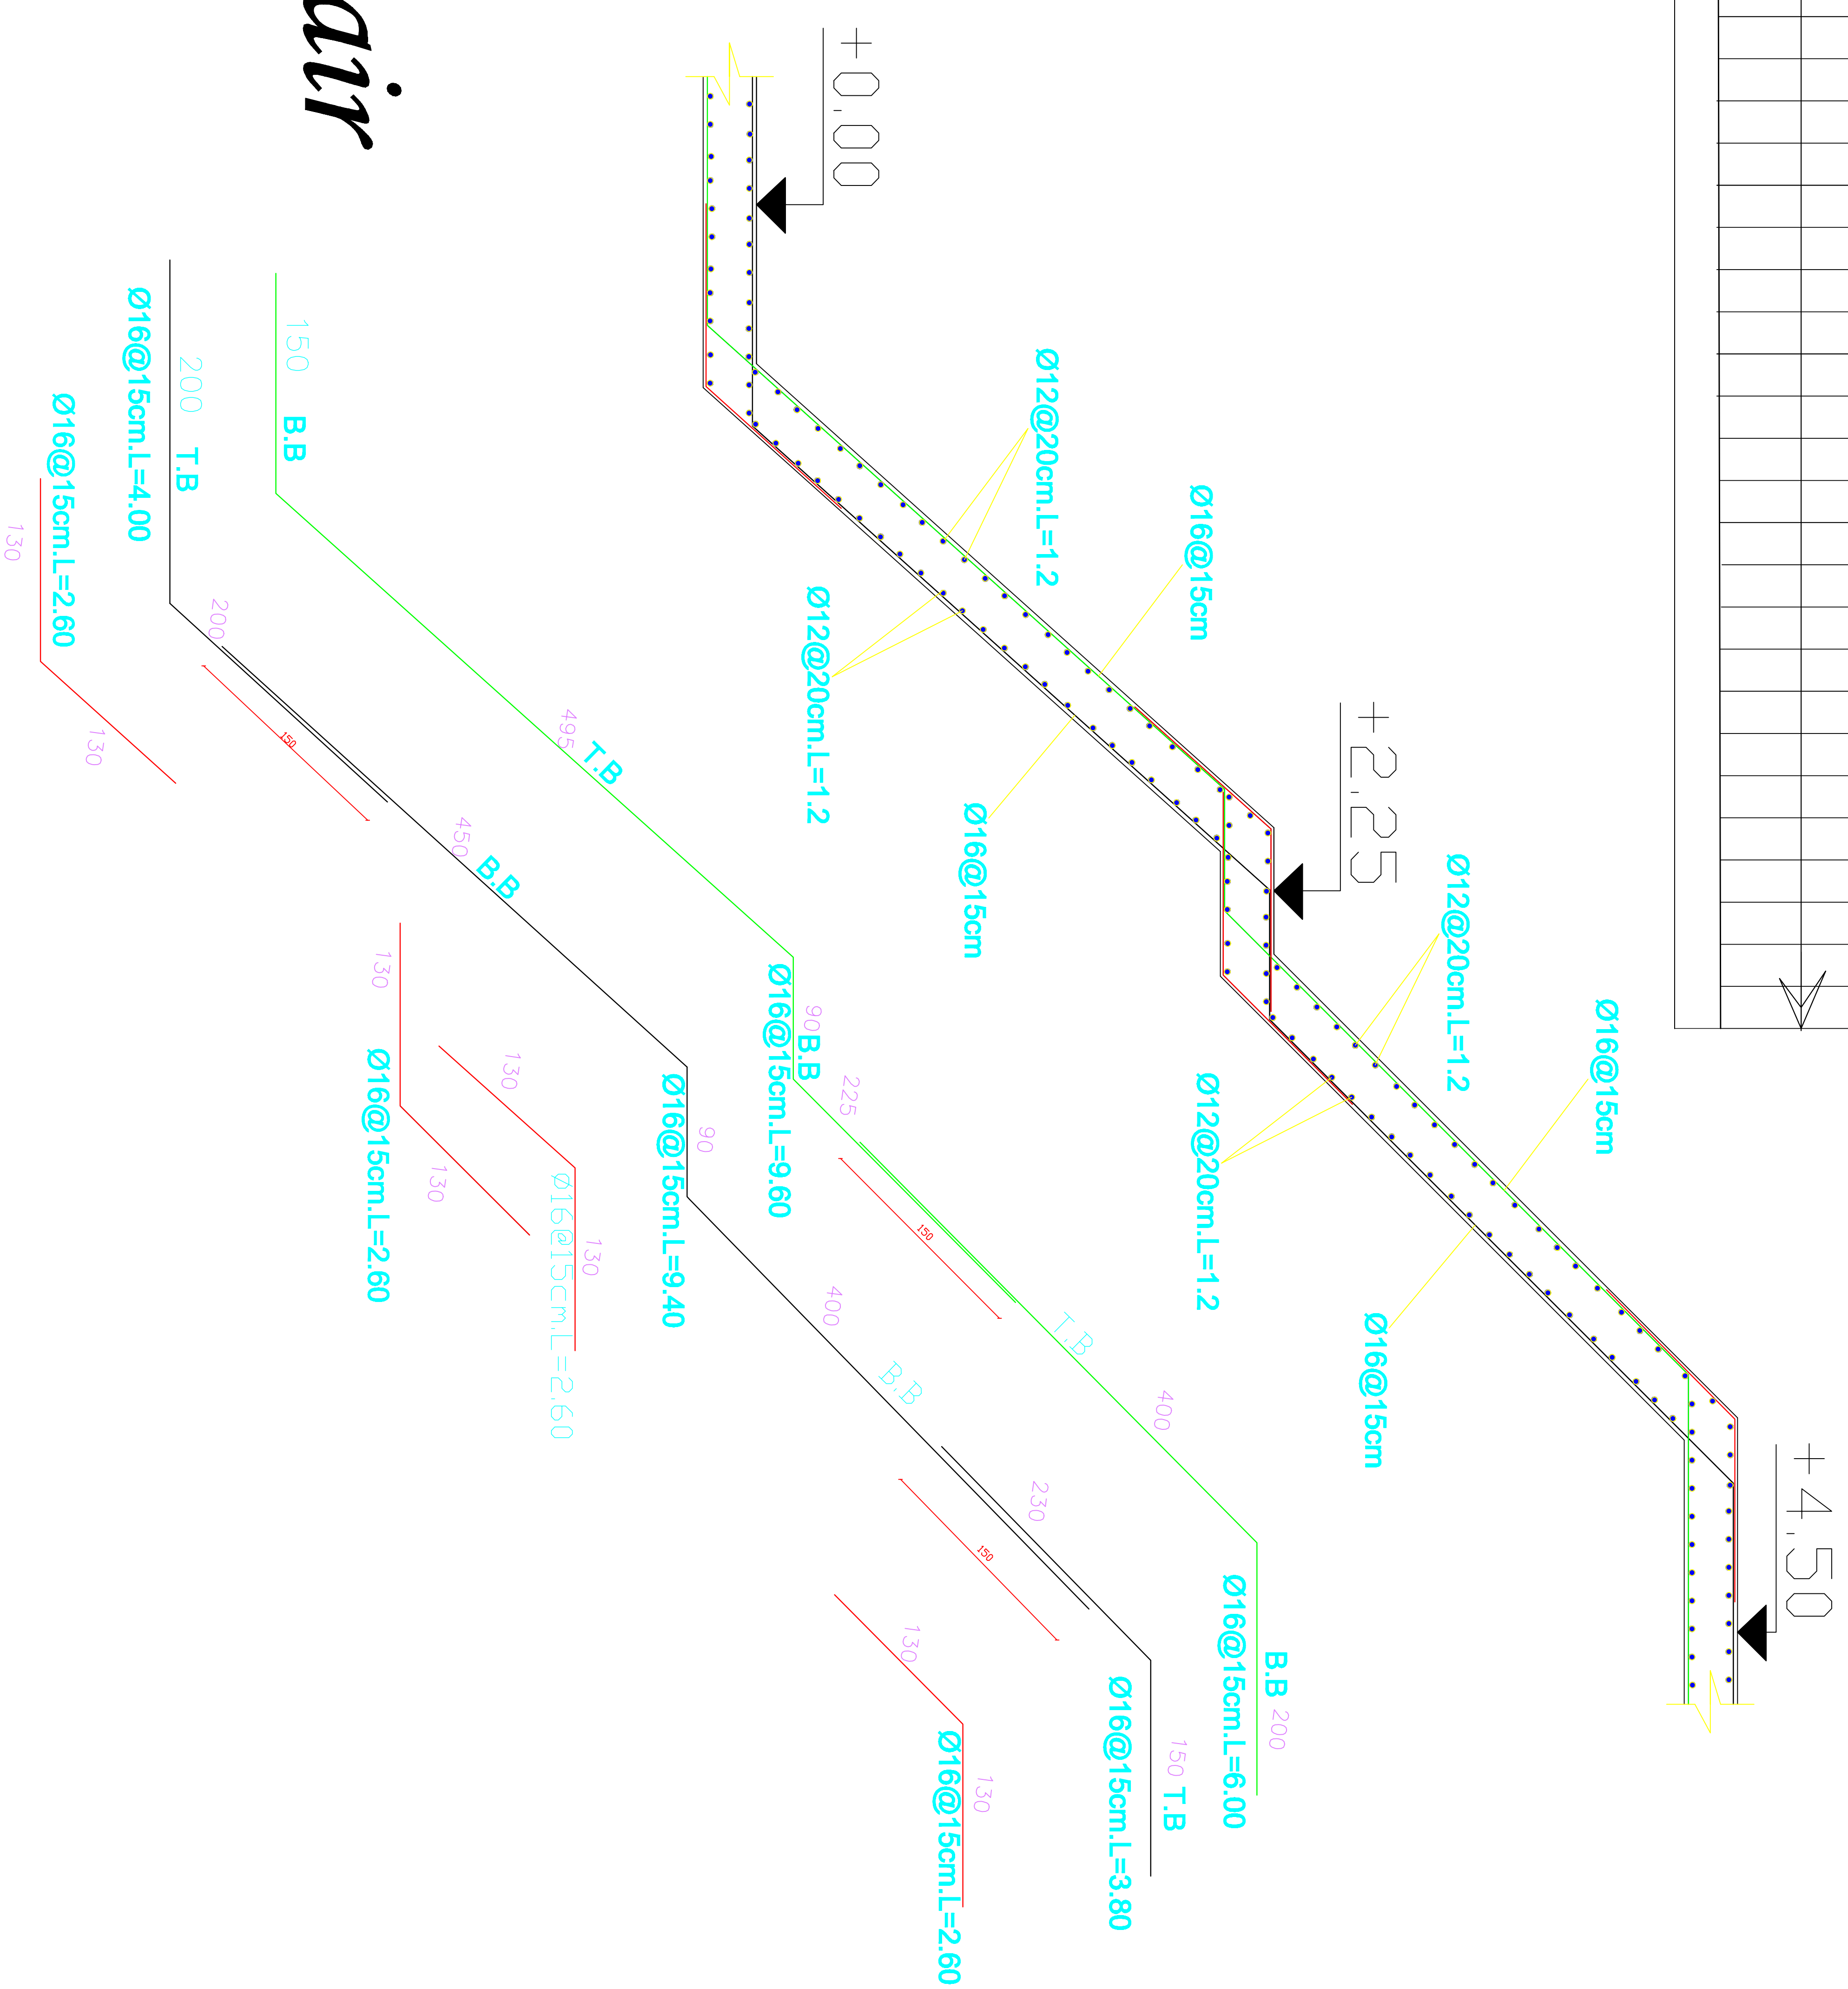 air
+0.00
+2.25
+4.50
Ø12@20cm.L=1.2
Ø16@15cm
Ø12@20cm.L=1.2
Ø16@15cm
Ø12@20cm.L=1.2
Ø16@15cm
Ø12@20cm.L=1.2
Ø16@15cm
150 B.B
495 T.B
90 B.B
Ø16@15cm.L=9.60
225
150
T.B
400
B.B 200
Ø16@15cm.L=6.00
200 T.B
Ø16@15cm.L=4.00
200
150
450 B.B
90
Ø16@15cm.L=9.40
400
B.B
230
150
150 T.B
Ø16@15cm.L=3.80
Ø16@15cm.L=2.60
130
130
130
130
Ø16@15cm.L=2.60
130
130
Ø16@15cm.L=2.60
130
130
Ø16@15cm.L=2.60